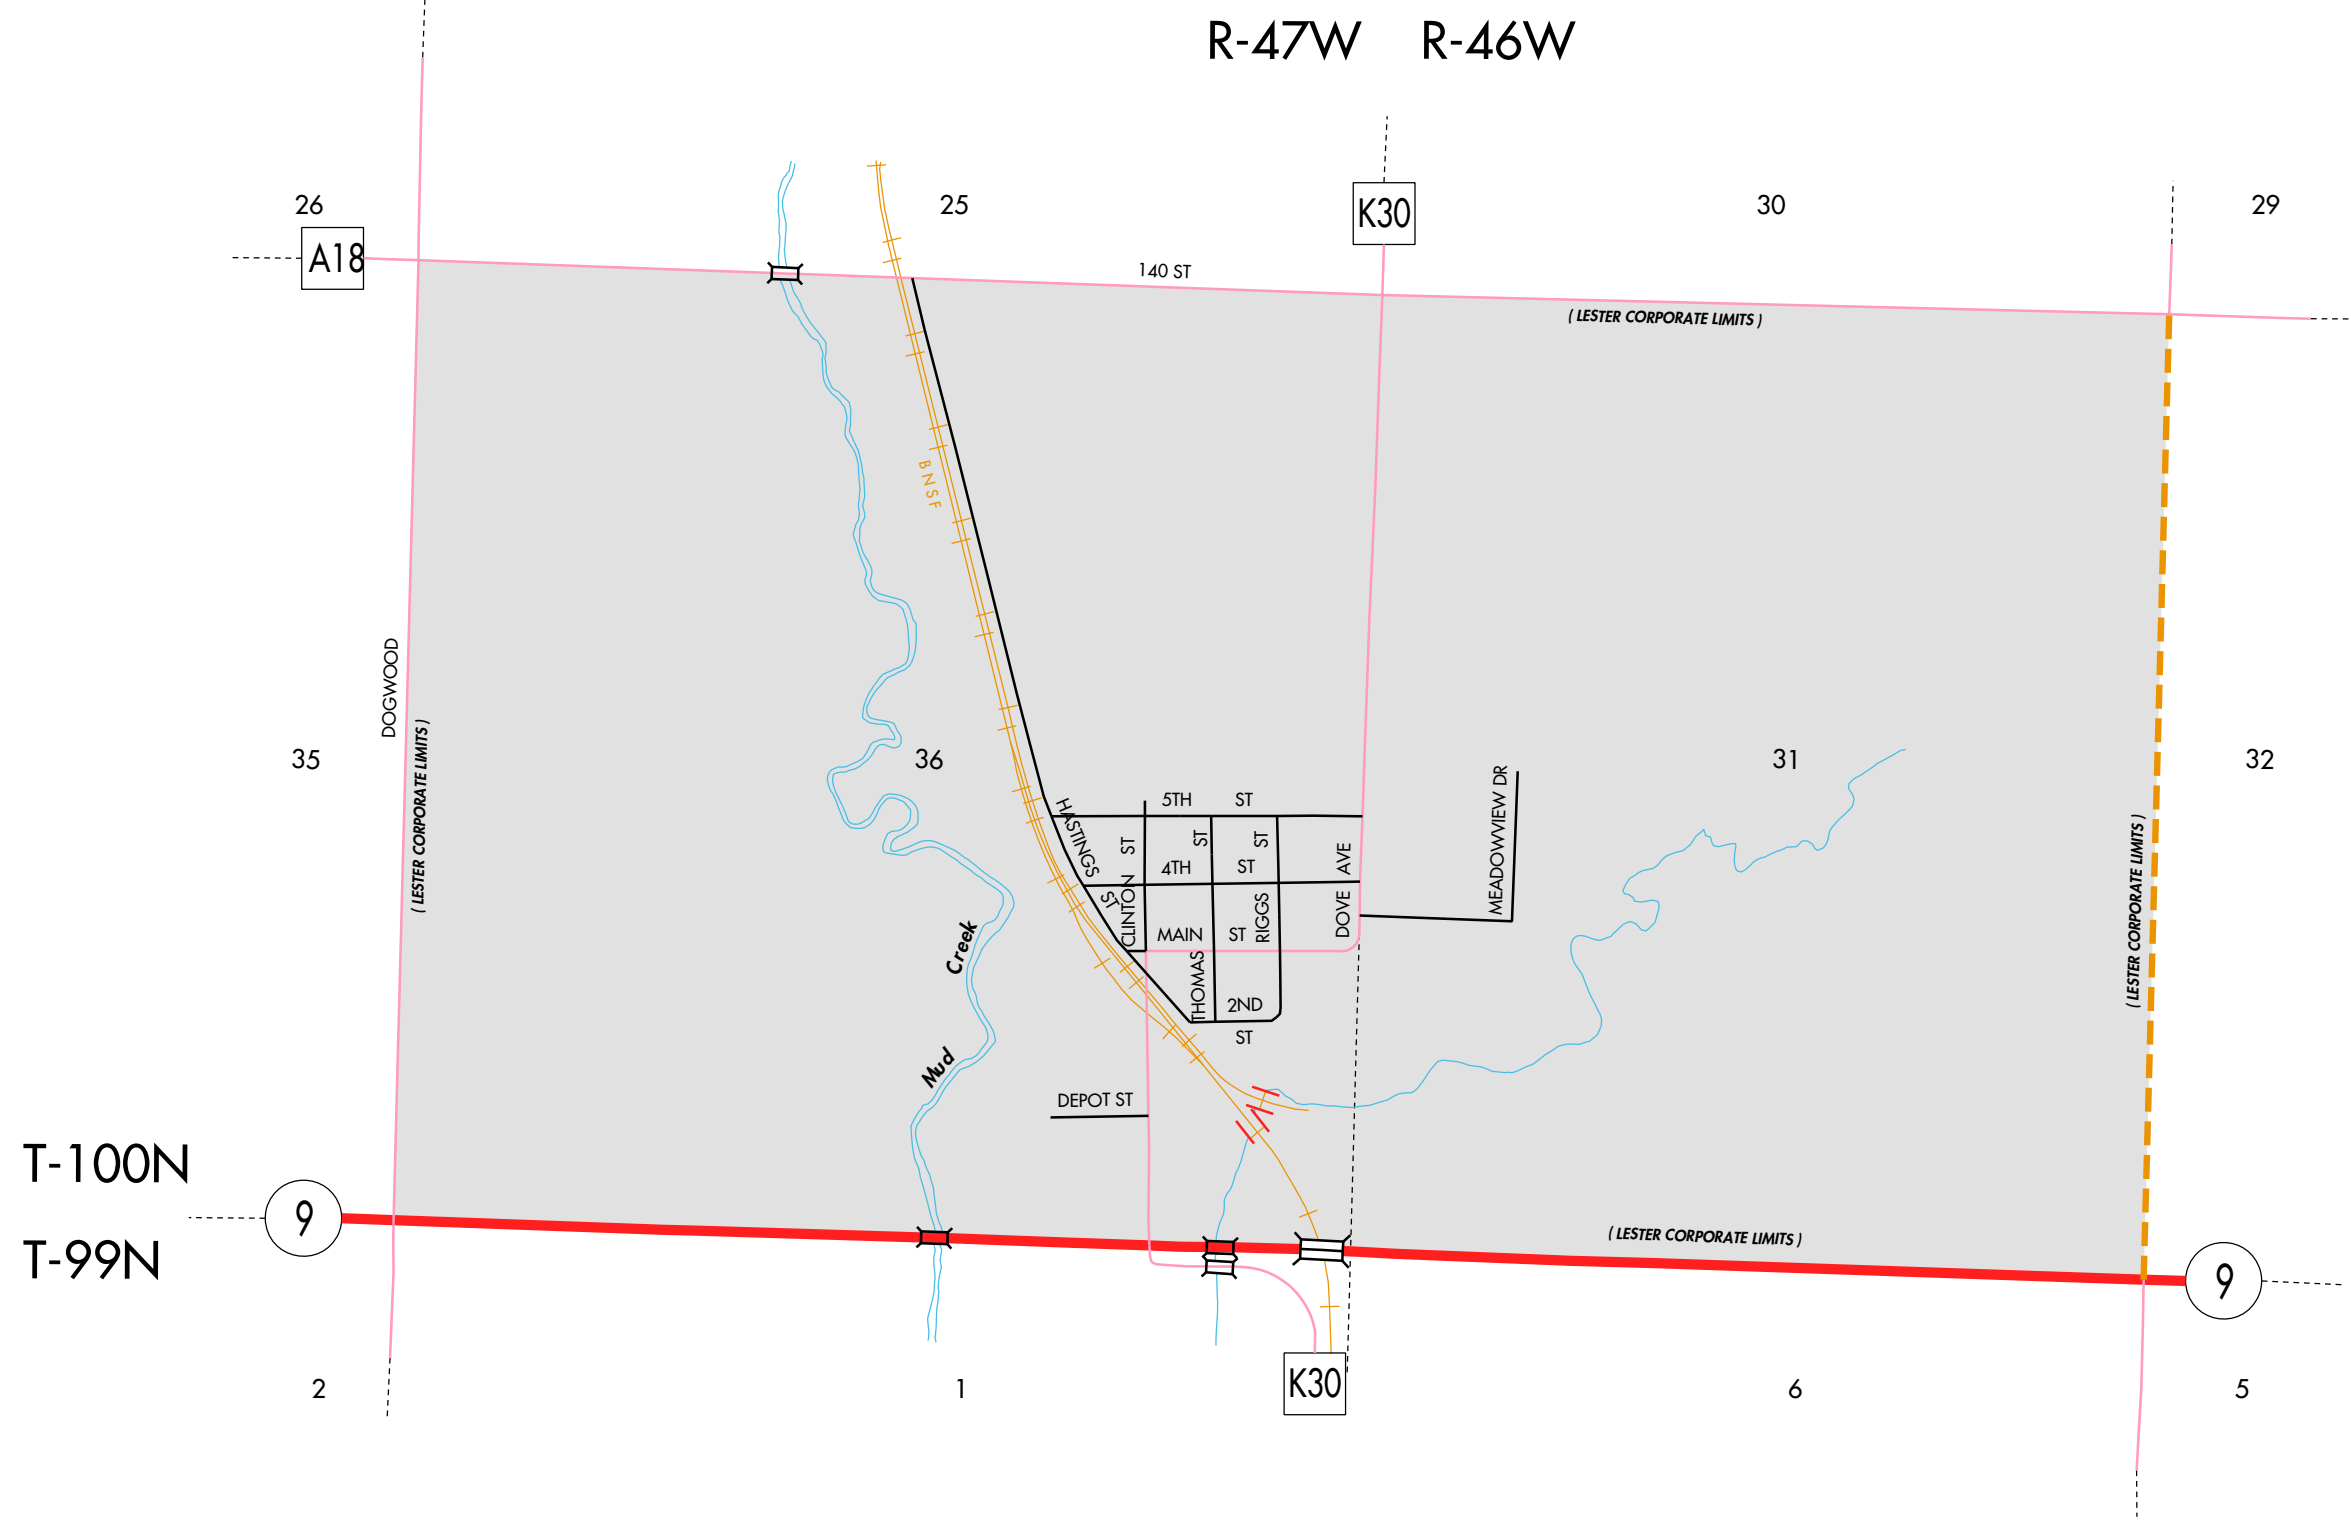 R-47W R-46W
26 25 K30 30 29
A18
140 ST
( LESTER CORPORATE LIMITS )
BNSF
DOGWOOD
( LESTER CORPORATE LIMITS )
35 36 31 32
HASTINGS ST
5TH ST
CLINTON ST
THOMAS ST
RIGGS ST
4TH ST
DOVE AVE
MEADOWVIEW DR
( LESTER CORPORATE LIMITS )
MAIN ST
Mud Creek
2ND ST
DEPOT ST
T-100N
9
T-99N
( LESTER CORPORATE LIMITS )
9
K30
2 1 6 5